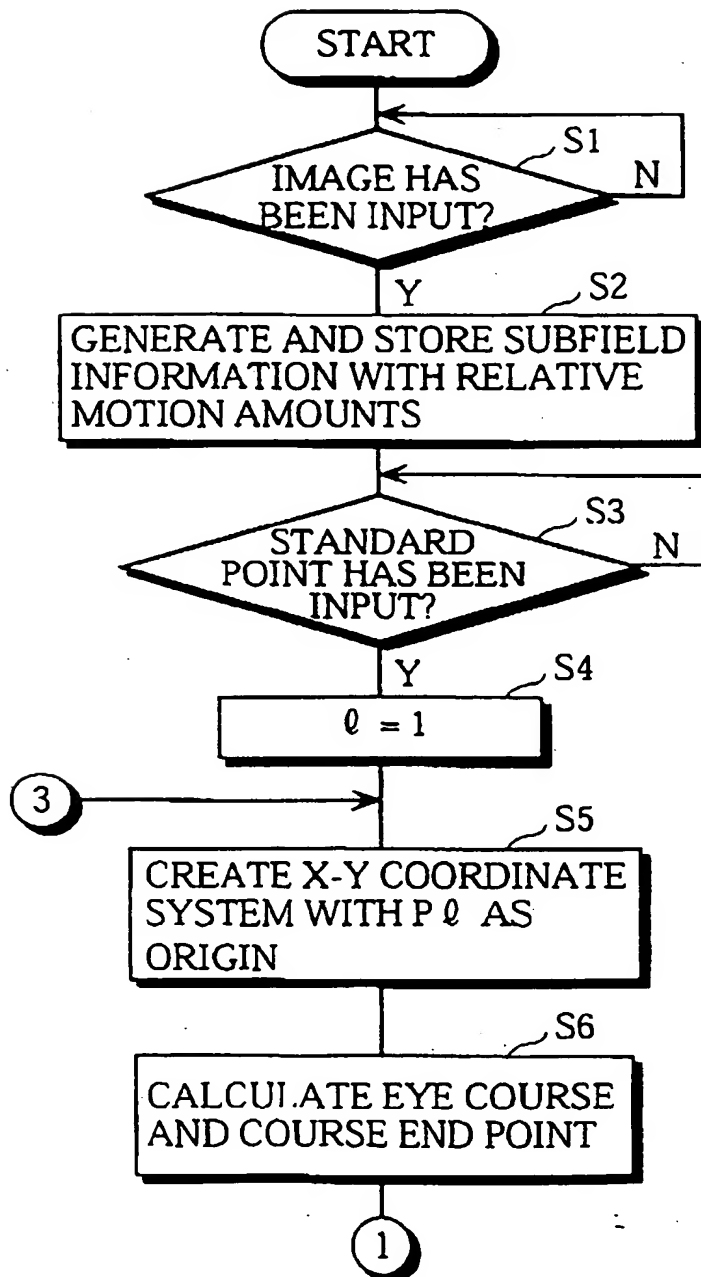 START
S1
IMAGE HAS
BEEN INPUT?
N
Y
S2
GENERATE AND STORE SUBFIELD
INFORMATION WITH RELATIVE
MOTION AMOUNTS
S3
STANDARD
POINT HAS BEEN
INPUT?
N
Y
S4
ℓ = 1
3
S5
CREATE X-Y COORDINATE
SYSTEM WITH P ℓ AS
ORIGIN
S6
CALCULATE EYE COURSE
AND COURSE END POINT
1